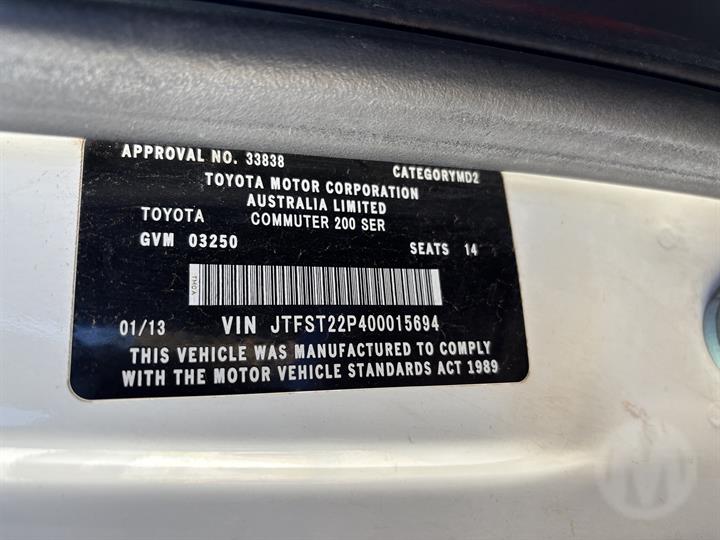 APPROVAL NO. 33838 CATEGORYMD2
TOYOTA MOTOR CORPORATION
AUSTRALIA LIMITED
TOYOTA COMMUTER 200 SER
GVM 03250 SEATS 14
TMCA
01/13 VIN JTFST22P400015694
THIS VEHICLE WAS MANUFACTURED TO COMPLY
WITH THE MOTOR VEHICLE STANDARDS ACT 1989
M